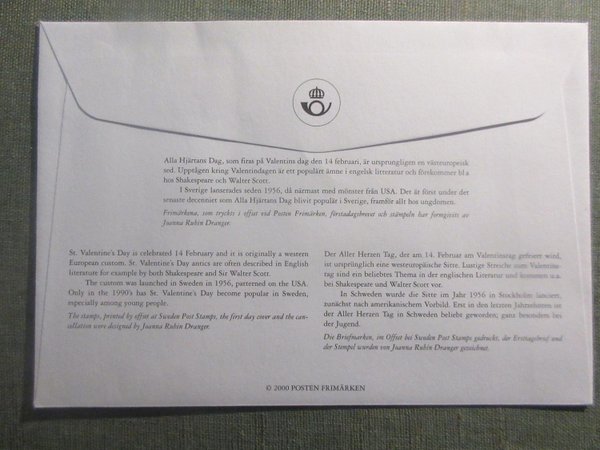 Alla Hjärtans Dag, som firas på Valentins dag den 14 februari, är ursprungligen en västeuropeisk
sed. Upptågen kring Valentindagen är ett populärt ämne i engelsk litteratur och förekommer bl a
hos Shakespeare och Walter Scott.
I Sverige lanserades seden 1956, då närmast med mönster från USA. Det är först under det
senaste decenniet som Alla Hjärtans Dag blivit populärt i Sverige, framför allt hos ungdomen.
Frimärkena, som tryckts i offset vid Posten Frimärken, förstadagsbrevet och stämpeln har formgivits av
Joanna Rubin Dranger.
St. Valentine's Day is celebrated 14 February and it is originally a western
European custom. St. Valentine's Day antics are often described in English
literature for example by both Shakespeare and Sir Walter Scott.
The custom was launched in Sweden in 1956, patterned on the USA.
Only in the 1990's has St. Valentine's Day become popular in Sweden,
especially among young people.
The stamps, printed by offset at Sweden Post Stamps, the first day cover and the can-
cellation were designed by Joanna Rubin Dranger.
Der Aller Herzen Tag, der am 14. Februar am Valentinstag gefeiert wird,
ist ursprünglich eine westeuropäische Sitte. Lustige Streiche zum Valentine-
tag sind ein beliebtes Thema in der englischen Literatur und kommen u.a.
bei Shakespeare und Walter Scott vor.
In Schweden wurde die Sitte im Jahr 1956 in Stockholm lanciert,
zunächst nach amerikanischem Vorbild. Erst in den letzten Jahrzehnten ist
der Aller Herzen Tag in Schweden beliebt geworden; ganz besonders bei
der Jugend.
Die Briefmarken, im Offset bei Sweden Post Stamps gedruckt, der Ersttagsbrief und
der Stempel wurden von Joanna Rubin Dranger gezeichnet.
© 2000 POSTEN FRIMÄRKEN